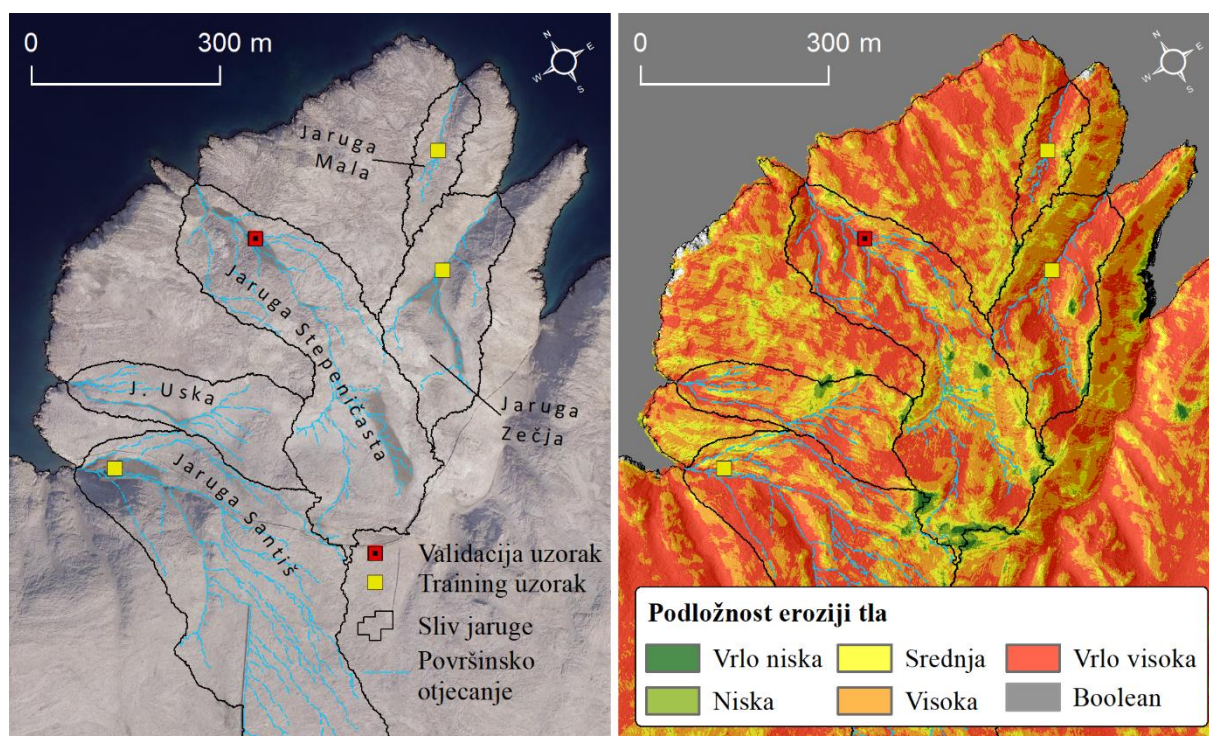 0 300 m
N
E
W
S
Jaruga
Mala
Jaruga Stepeničasta
J. Uska
Jaruga
Zečja
Jaruga Santiš
Validacija uzorak
Training uzorak
Sliv jaruge
Površinsko
otjecanje
0 300 m
N
E
W
S
Podložnost eroziji tla
Vrlo niska
Srednja
Vrlo visoka
Niska
Visoka
Boolean